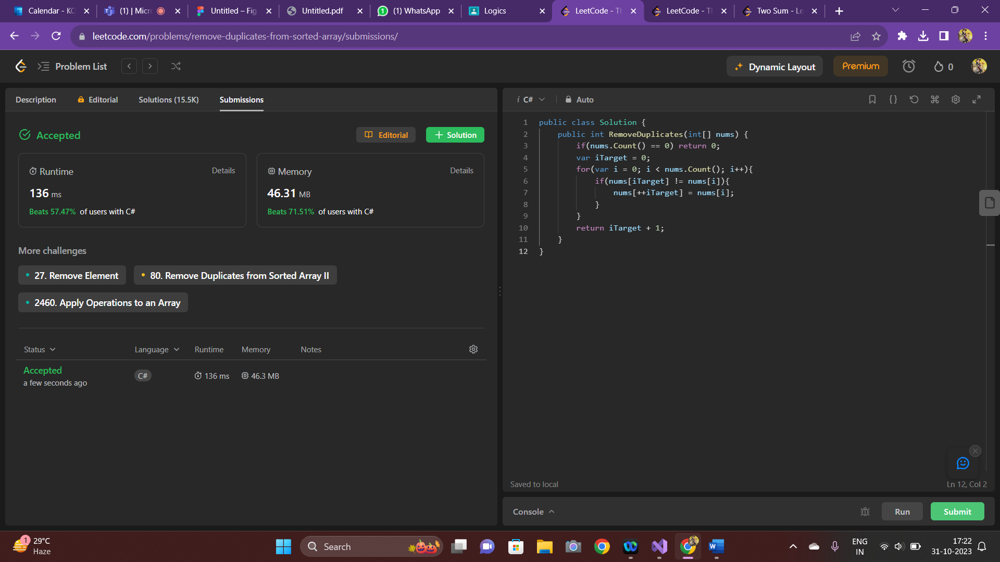 Calendar - KC
(1) | Micr
Untitled – Fig
Untitled.pdf
(1) WhatsApp
Logics
LeetCode - Th
LeetCode - Tl
Two Sum - Le
leetcode.com/problems/remove-duplicates-from-sorted-array/submissions/
Problem List
Dynamic Layout
Premium
0
Description
Editorial
Solutions (15.5K)
Submissions
Accepted
Editorial
Solution
Runtime
Details
136 ms
Beats 57.47% of users with C#
Memory
Details
46.31 MB
Beats 71.51% of users with C#
More challenges
27. Remove Element
80. Remove Duplicates from Sorted Array II
2460. Apply Operations to an Array
Status
Language
Runtime
Memory
Notes
Accepted
a few seconds ago
C#
136 ms
46.3 MB
i C#
Auto
1 public class Solution {
2 public int RemoveDuplicates(int[] nums) {
3 if(nums.Count() == 0) return 0;
4 var iTarget = 0;
5 for(var i = 0; i < nums.Count(); i++){
6 if(nums[iTarget] != nums[i]){
7 nums[++iTarget] = nums[i];
8 }
9 }
10 return iTarget + 1;
11 }
12 }
Saved to local
Ln 12, Col 2
Console
Run
Submit
1
29°C
Haze
Search
ENG
IN
17:22
31-10-2023